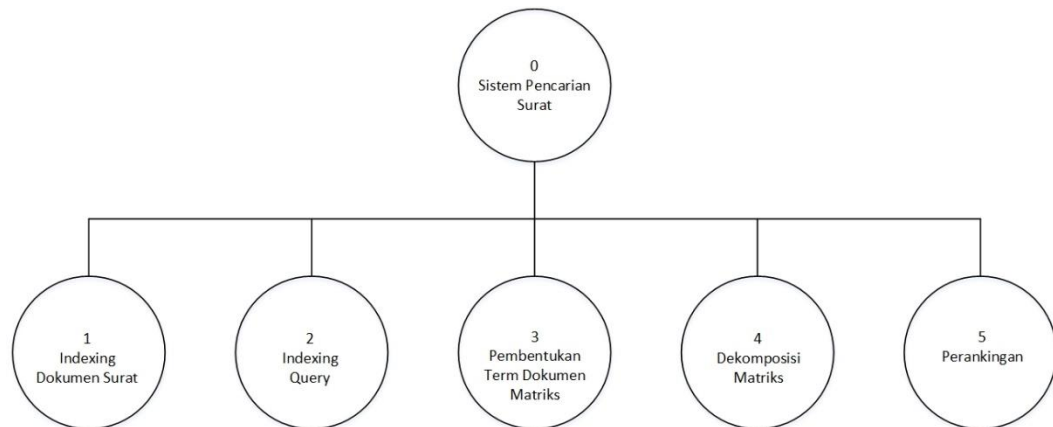 0
Sistem Pencarian
Surat
1
Indexing
Dokumen Surat
2
Indexing
Query
3
Pembentukan
Term Dokumen
Matriks
4
Dekomposisi
Matriks
5
Perankingan